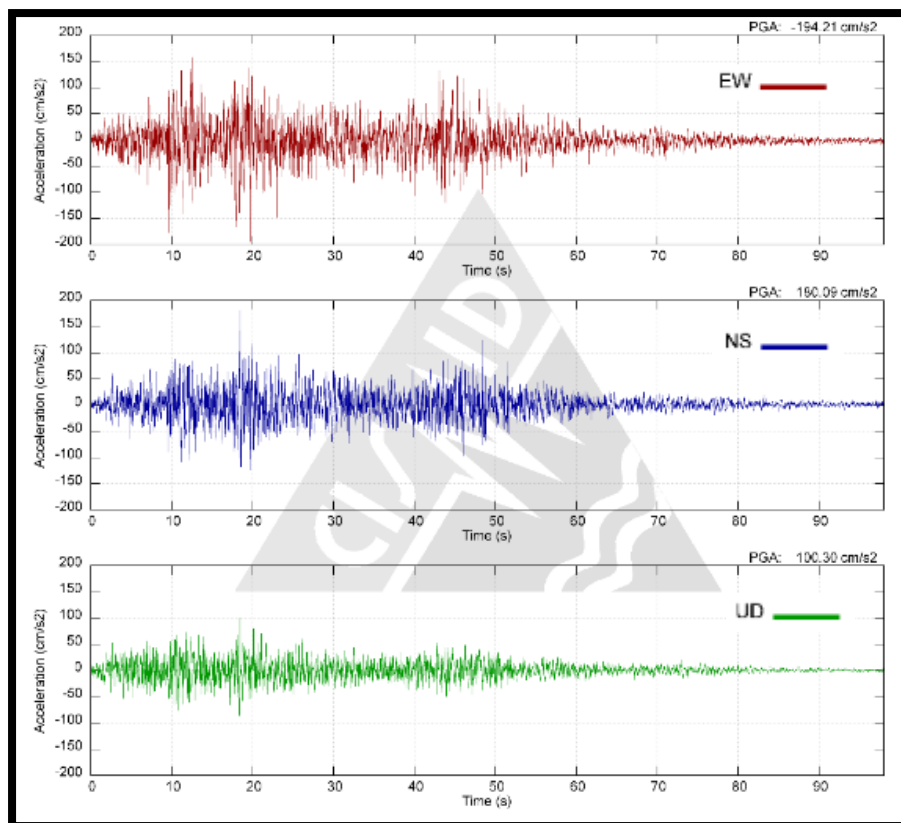 PGA: -194.21 cm/s2
EW
Acceleration (cm/s2)
200
150
100
50
0
-50
-100
-150
-200
0 10 20 30 40 50 60 70 80 90
Time (s)
PGA: 180.09 cm/s2
NS
Acceleration (cm/s2)
200
150
100
50
0
-50
-100
-150
-200
0 10 20 30 40 50 60 70 80 90
Time (s)
PGA: 100.30 cm/s2
UD
Acceleration (cm/s2)
200
150
100
50
0
-50
-100
-150
-200
0 10 20 30 40 50 60 70 80 90
Time (s)
CISMID